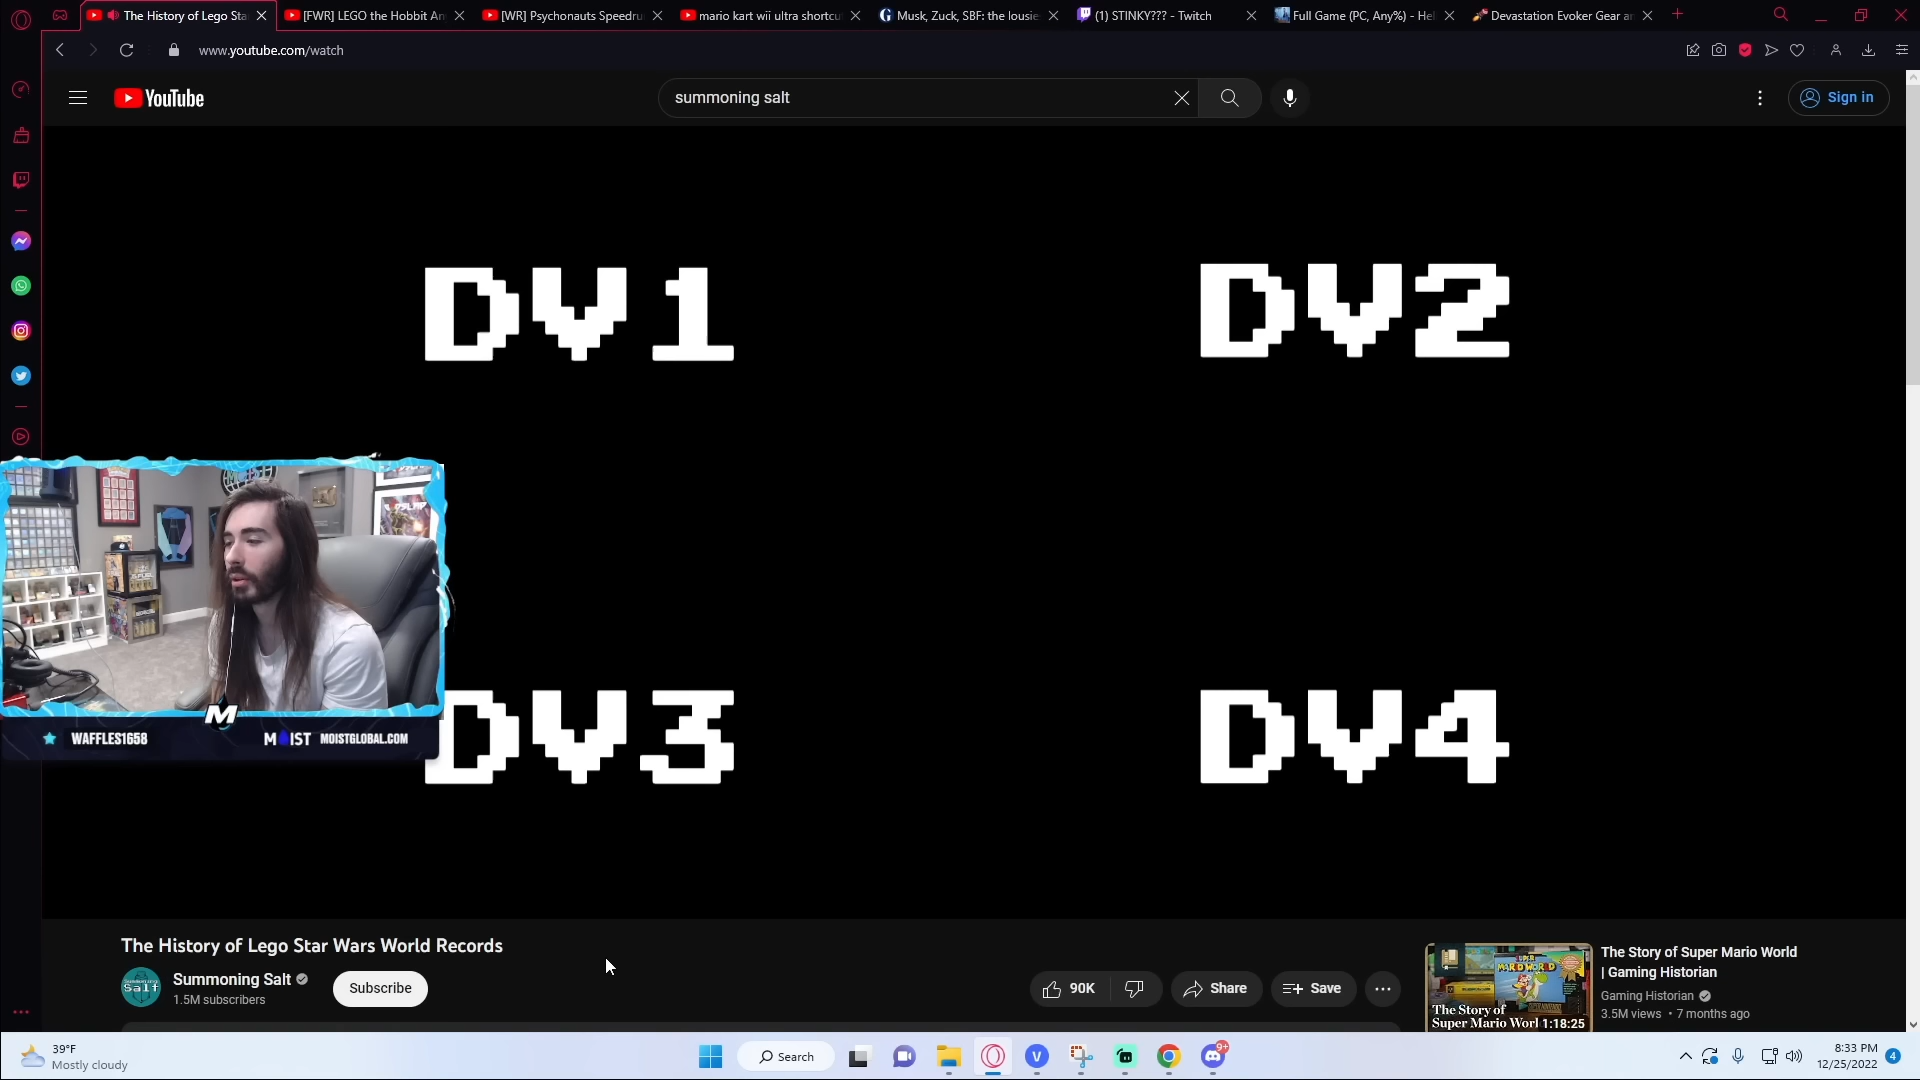 The History of Lego Sta
[FWR] LEGO the Hobbit An
[WR] Psychonauts Speedru
mario kart wii ultra shortcu
Musk, Zuck, SBF: the lousie
(1) STINKY??? - Twitch
Full Game (PC, Any%) - Hel
Devastation Evoker Gear a
www.youtube.com/watch
YouTube
summoning salt
Sign in
DV1
DV2
DV3
DV4
M
WAFFLES1658
MOIST
MOISTGLOBAL.COM
The History of Lego Star Wars World Records
Summoning Salt
1.5M subscribers
Subscribe
90K
Share
Save
The Story of Super Mario World
| Gaming Historian
Gaming Historian
3.5M views • 7 months ago
The Story of
Super Mario Worl
1:18:25
39°F
Mostly cloudy
Search
9+
8:33 PM
12/25/2022
4